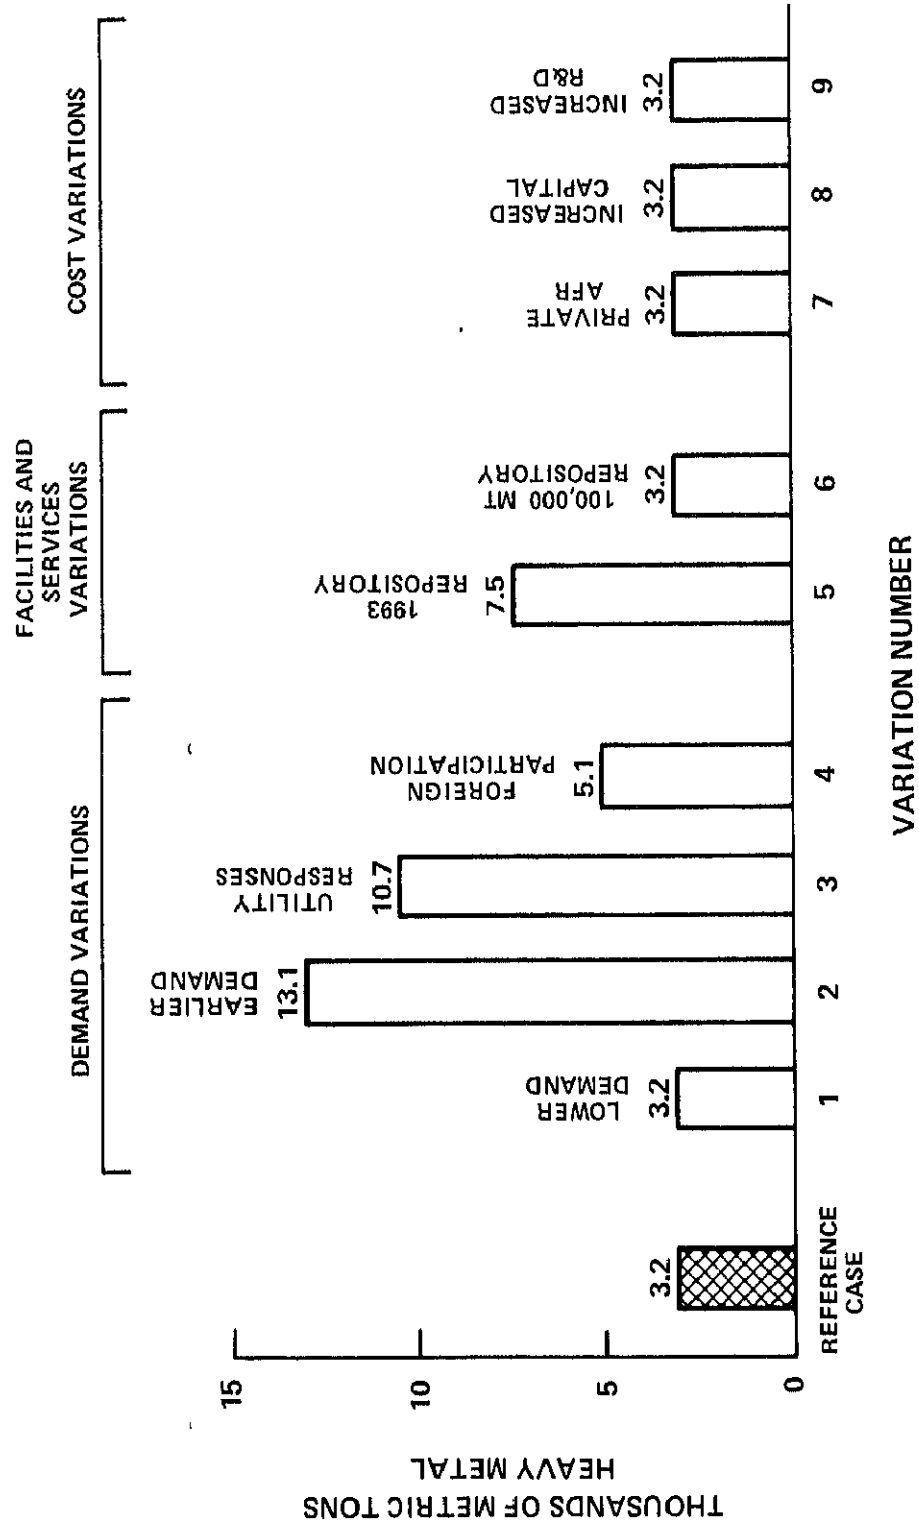 DEMAND VARIATIONS
FACILITIES AND
SERVICES
VARIATIONS
COST VARIATIONS
THOUSANDS OF METRIC TONS
HEAVY METAL
15
10
5
0
3.2
LOWER
DEMAND
3.2
EARLIER
DEMAND
13.1
UTILITY
RESPONSES
10.7
FOREIGN
PARTICIPATION
5.1
1993
REPOSITORY
7.5
100,000 MT
REPOSITORY
3.2
PRIVATE
AFR
3.2
INCREASED
CAPITAL
3.2
INCREASED
R&D
3.2
REFERENCE
CASE
1
2
3
4
5
6
7
8
9
VARIATION NUMBER